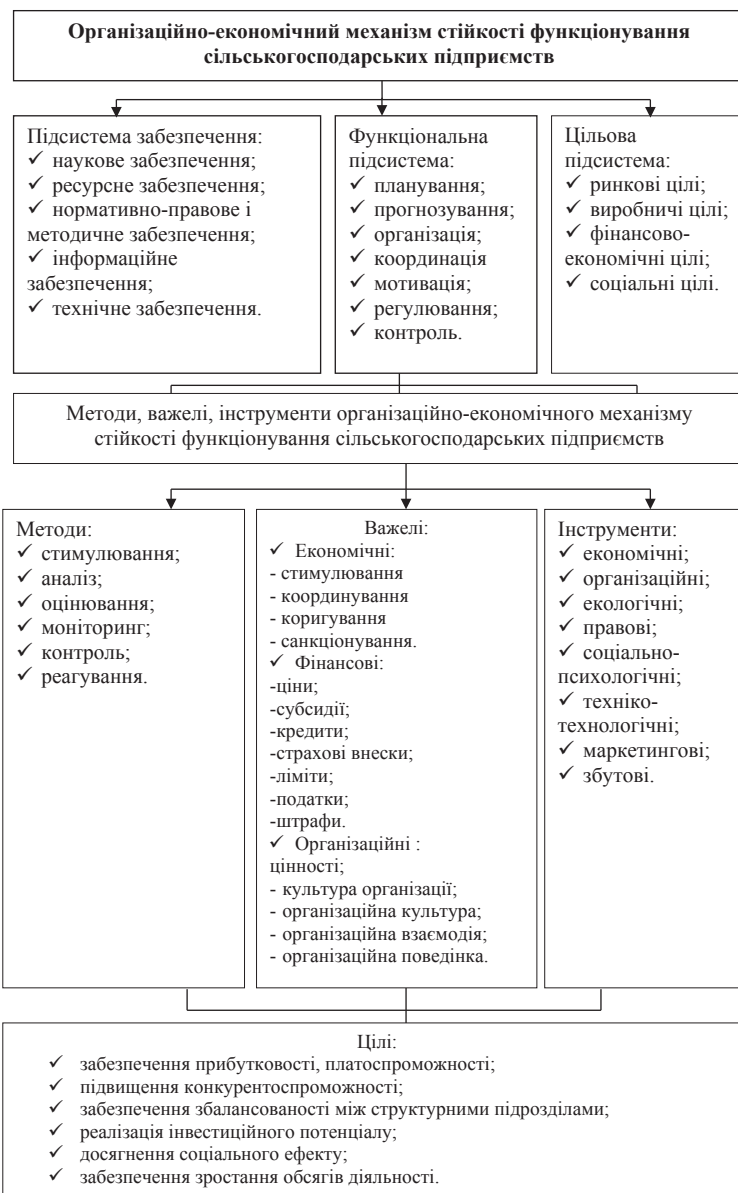 Організаційно-економічний механізм стійкості функціонування
сільськогосподарських підприємств
Підсистема забезпечення:
✓ наукове забезпечення;
✓ ресурсне забезпечення;
✓ нормативно-правове і
методичне забезпечення;
✓ інформаційне
забезпечення;
✓ технічне забезпечення.
Функціональна
підсистема:
✓ планування;
✓ прогнозування;
✓ організація;
✓ координація
✓ мотивація;
✓ регулювання;
✓ контроль.
Цільова
підсистема:
✓ ринкові цілі;
✓ виробничі цілі;
✓ фінансово-
економічні цілі;
✓ соціальні цілі.
Методи, важелі, інструменти організаційно-економічного механізму
стійкості функціонування сільськогосподарських підприємств
Методи:
✓ стимулювання;
✓ аналіз;
✓ оцінювання;
✓ моніторинг;
✓ контроль;
✓ реагування.
Важелі:
✓ Економічні:
- стимулювання
- координування
- коригування
- санкціонування.
✓ Фінансові:
-ціни;
-субсидії;
-кредити;
-страхові внески;
-ліміти;
-податки;
-штрафи.
✓ Організаційні :
цінності;
- культура організації;
- організаційна культура;
- організаційна взаємодія;
- організаційна поведінка.
Інструменти:
✓ економічні;
✓ організаційні;
✓ екологічні;
✓ правові;
✓ соціально-
психологічні;
✓ техніко-
технологічні;
✓ маркетингові;
✓ збутові.
Цілі:
✓ забезпечення прибутковості, платоспроможності;
✓ підвищення конкурентоспроможності;
✓ забезпечення збалансованості між структурними підрозділами;
✓ реалізація інвестиційного потенціалу;
✓ досягнення соціального ефекту;
✓ забезпечення зростання обсягів діяльності.